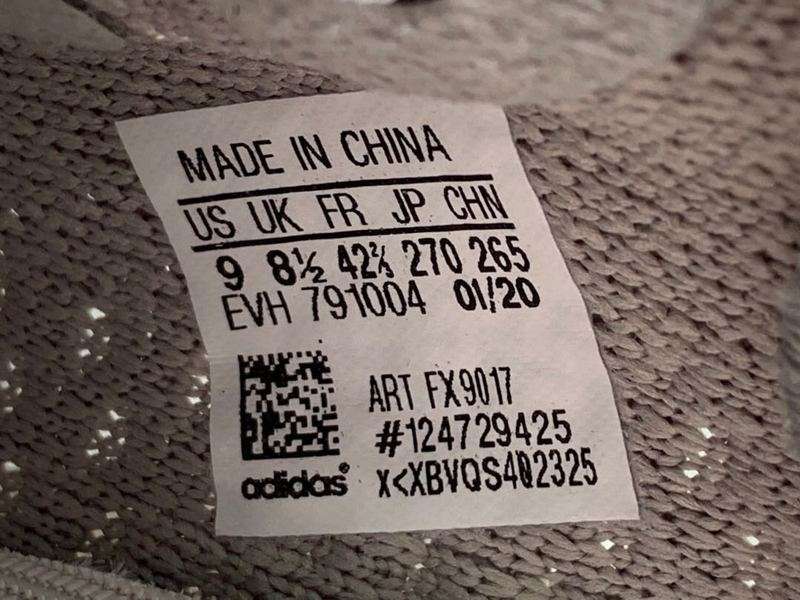 MADE IN CHINA
US UK FR JP CHN
9 8½ 42⅔ 270 265
EVH 791004 01/20
ART FX9017
#124729425
adidas® X<XBVQS402325